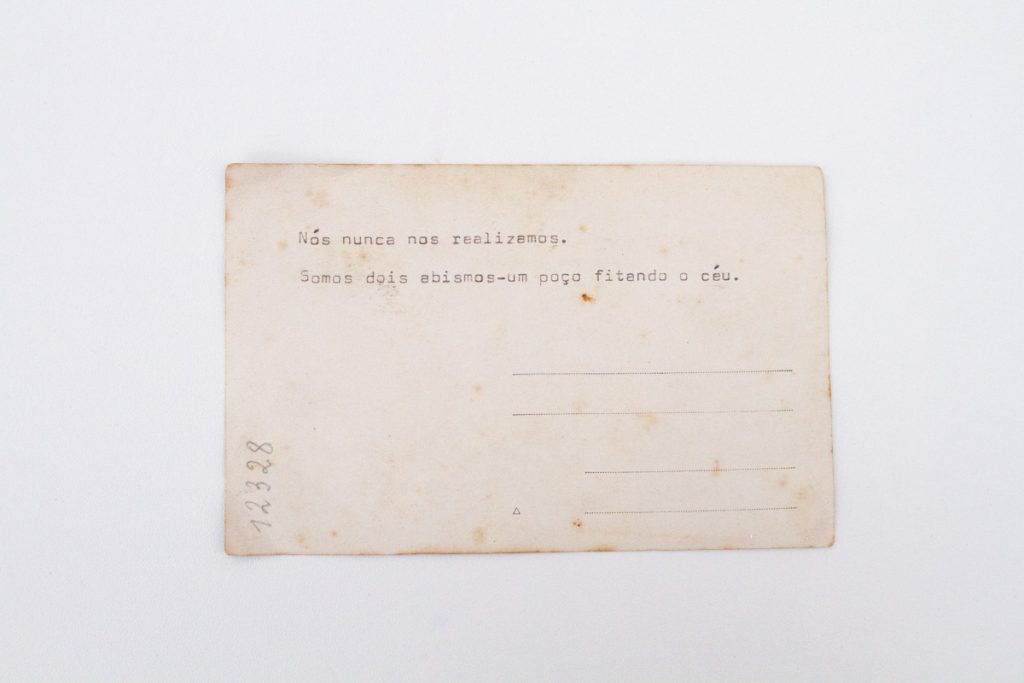 Nós nunca nos realizamos.
Somos dois abismos-um poço fitando o céu.
12328